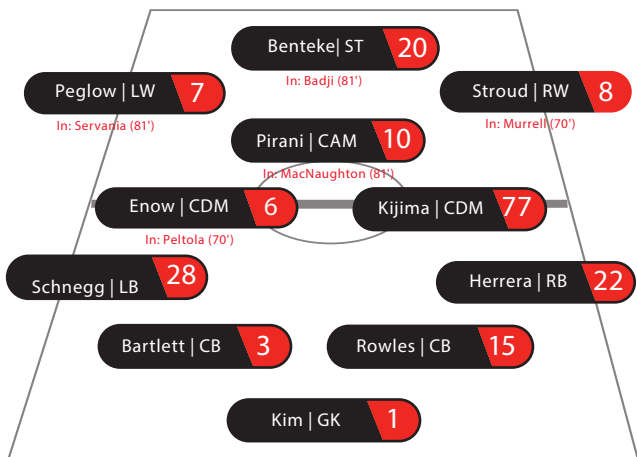 Benteke | ST 20
In: Badji (81')
Peglow | LW 7
In: Servania (81')
Stroud | RW 8
In: Murrell (70')
Pirani | CAM 10
In: MacNaughton (81')
Enow | CDM 6
In: Peltola (70')
Kijima | CDM 77
Schnegg | LB 28
Herrera | RB 22
Bartlett | CB 3
Rowles | CB 15
Kim | GK 1